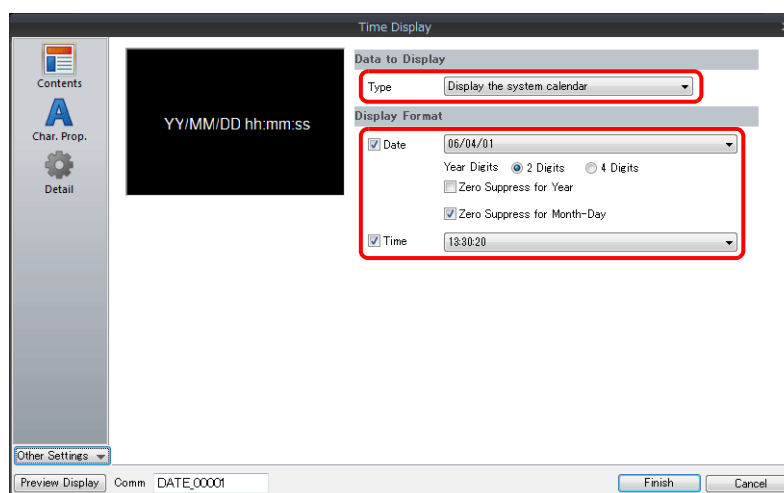 Time Display
Contents
Char. Prop.
Detail
YY/MM/DD hh:mm:ss
Data to Display
Type Display the system calendar
Display Format
Date 06/04/01
Year Digits 2 Digits 4 Digits
Zero Suppress for Year
Zero Suppress for Month-Day
Time 13:30:20
Other Settings
Preview Display Comm DATE_00001 Finish Cancel